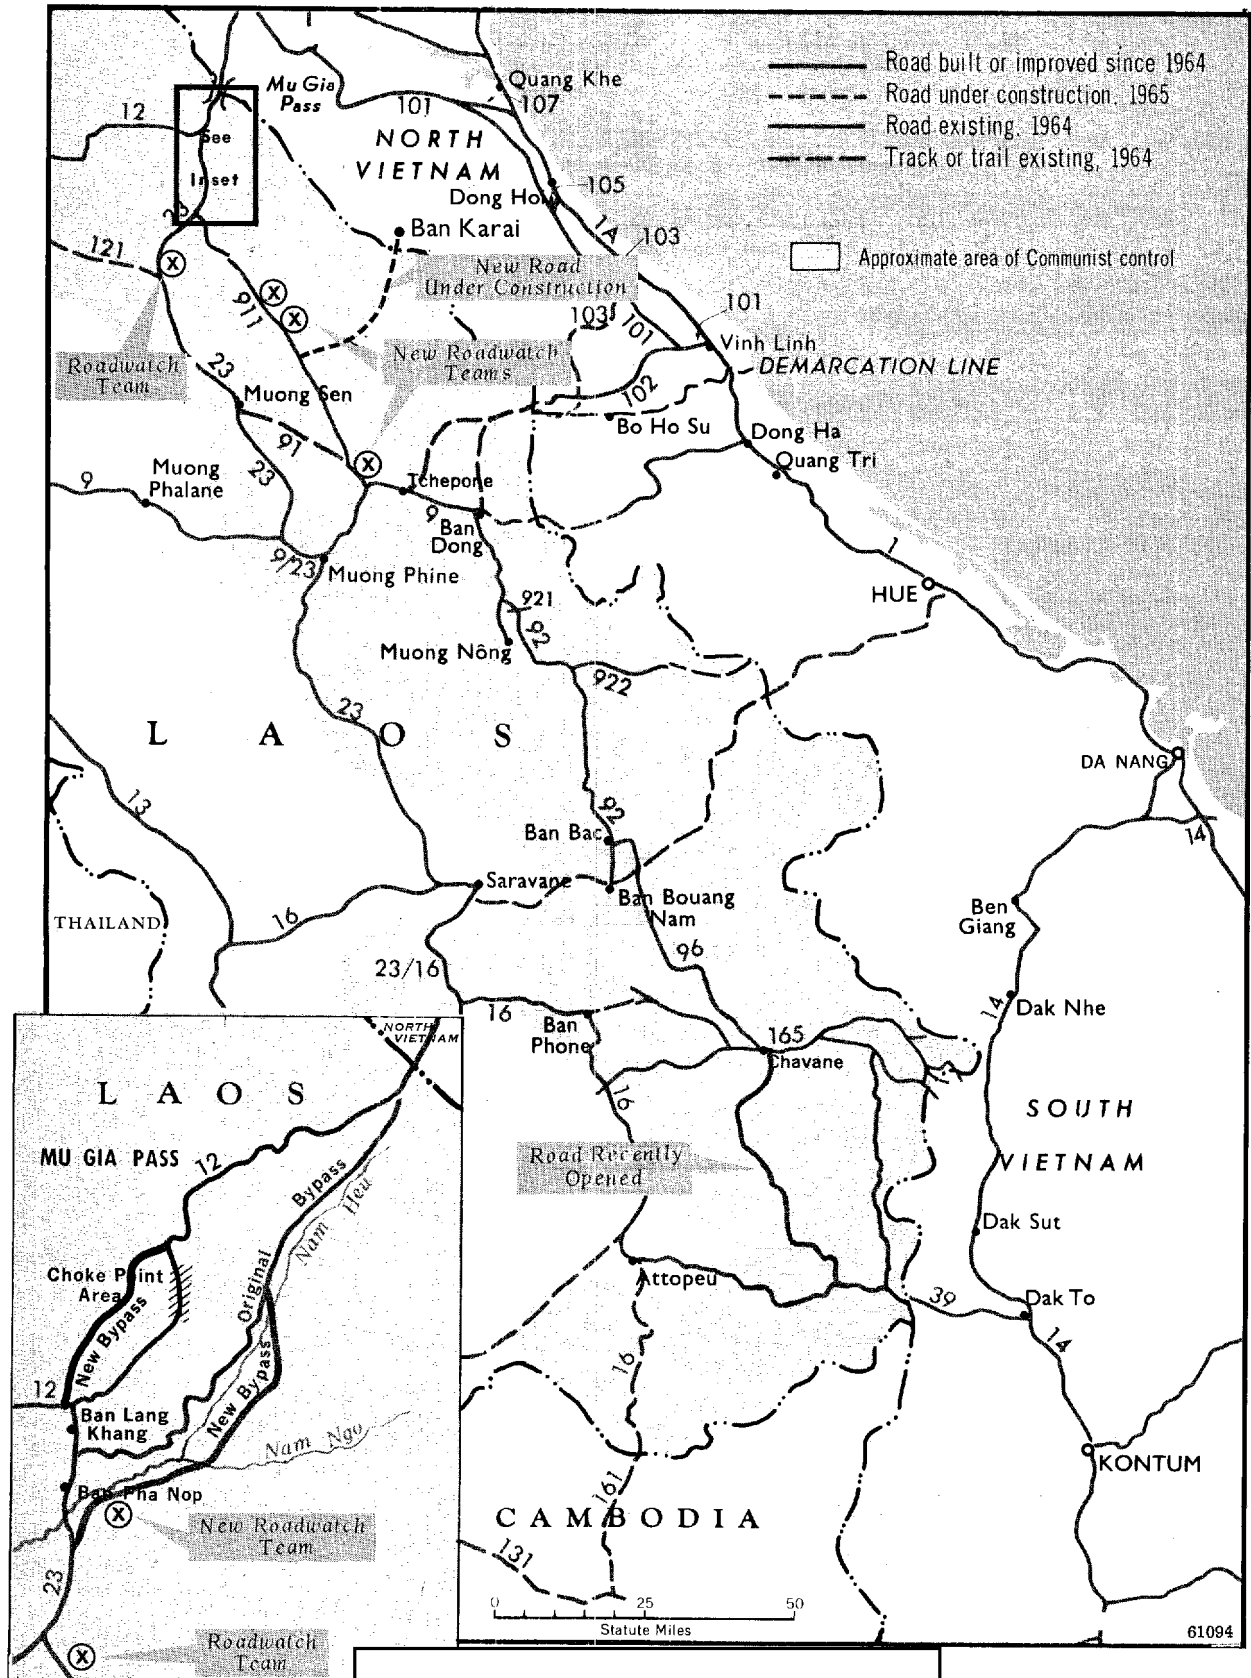 Road built or improved since 1964
Road under construction, 1965
Road existing, 1964
Track or trail existing, 1964
Approximate area of Communist control
Mu Gia
Pass
Quang Khe
107
101
12
See
Inset
NORTH
VIETNAM
Dong Hoi
105
1A
103
23
Ban Karai
121
New Road
Under Construction
911
103
101
101
Vinh Linh
DEMARCATION LINE
Roadwatch
Team
New Roadwatch
Teams
23
Muong Sen
102
Bo Ho Su
Dong Ha
Quang Tri
91
23
9
Muong
Phalane
Tchepone
9
Ban
Dong
1
9/23
Muong Phine
HUE
921
92
Muong Nông
922
23
LAOS
DA NANG
13
92
Ban Bac
14
Saravane
Ban Bouang
Nam
THAILAND
16
Ben
Giang
96
23/16
16
14
Dak Nhe
Ban
Phone
165
Chavane
16
14
SOUTH
VIETNAM
Road Recently
Opened
Dak Sut
Attopeu
39
Dak To
14
16
KONTUM
161
CAMBODIA
131
0 25 50
Statute Miles
61094
NORTH
VIETNAM
LAOS
MU GIA PASS
12
Bypass
Nam Heu
Original
Choke Point
Area
New Bypass
New Bypass
12
Ban Lang
Khang
Nam Ngo
Ban Pha Nop
X
New Roadwatch
Team
23
X
Roadwatch
Team
X
X
X
X